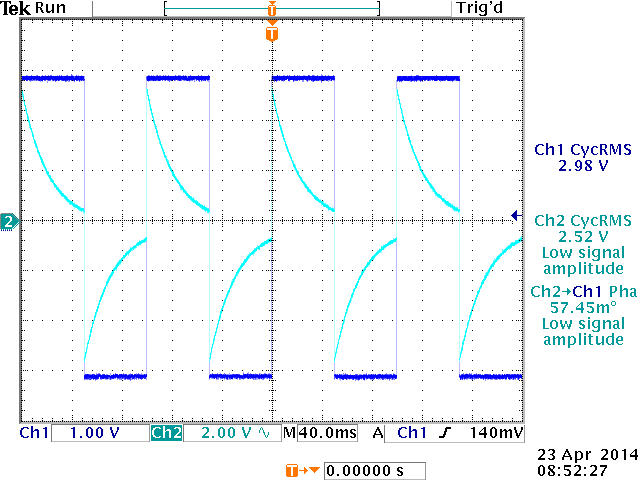 Tek Run Trig'd
T
T
Ch1 CycRMS
2.98 V
2
Ch2 CycRMS
2.52 V
Low signal
amplitude
Ch2→Ch1 Pha
57.45m°
Low signal
amplitude
Ch1 1.00 V Ch2 2.00 V ∿ M 40.0ms A Ch1 ʃ 140mV
23 Apr 2014
T→▼ 0.00000 s 08:52:27